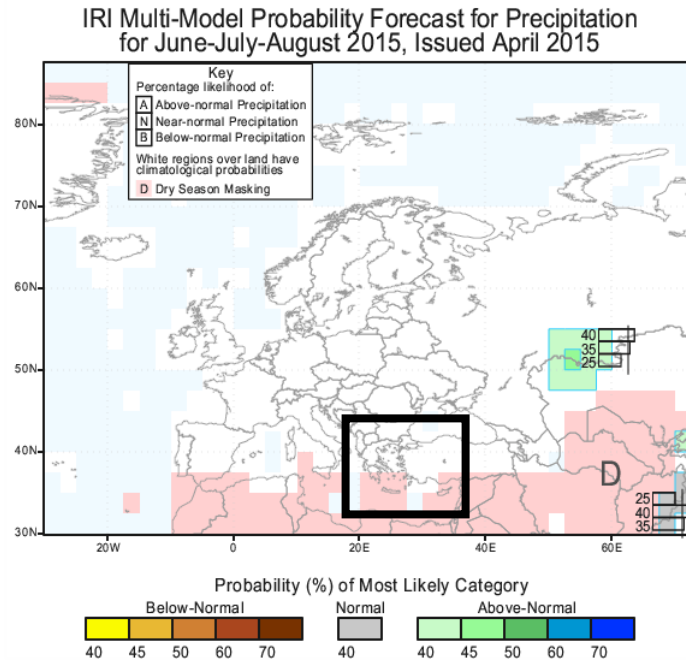 IRI Multi-Model Probability Forecast for Precipitation
for June-July-August 2015, Issued April 2015
Key
Percentage likelihood of:
A Above-normal Precipitation
N Near-normal Precipitation
B Below-normal Precipitation
White regions over land have
climatological probabilities
D Dry Season Masking
80N
70N
60N
50N
40N
30N
40
35
25
D
25
40
35
20W 0 20E 40E 60E
Probability (%) of Most Likely Category
Below-Normal Normal Above-Normal
40 45 50 60 70 40 40 45 50 60 70